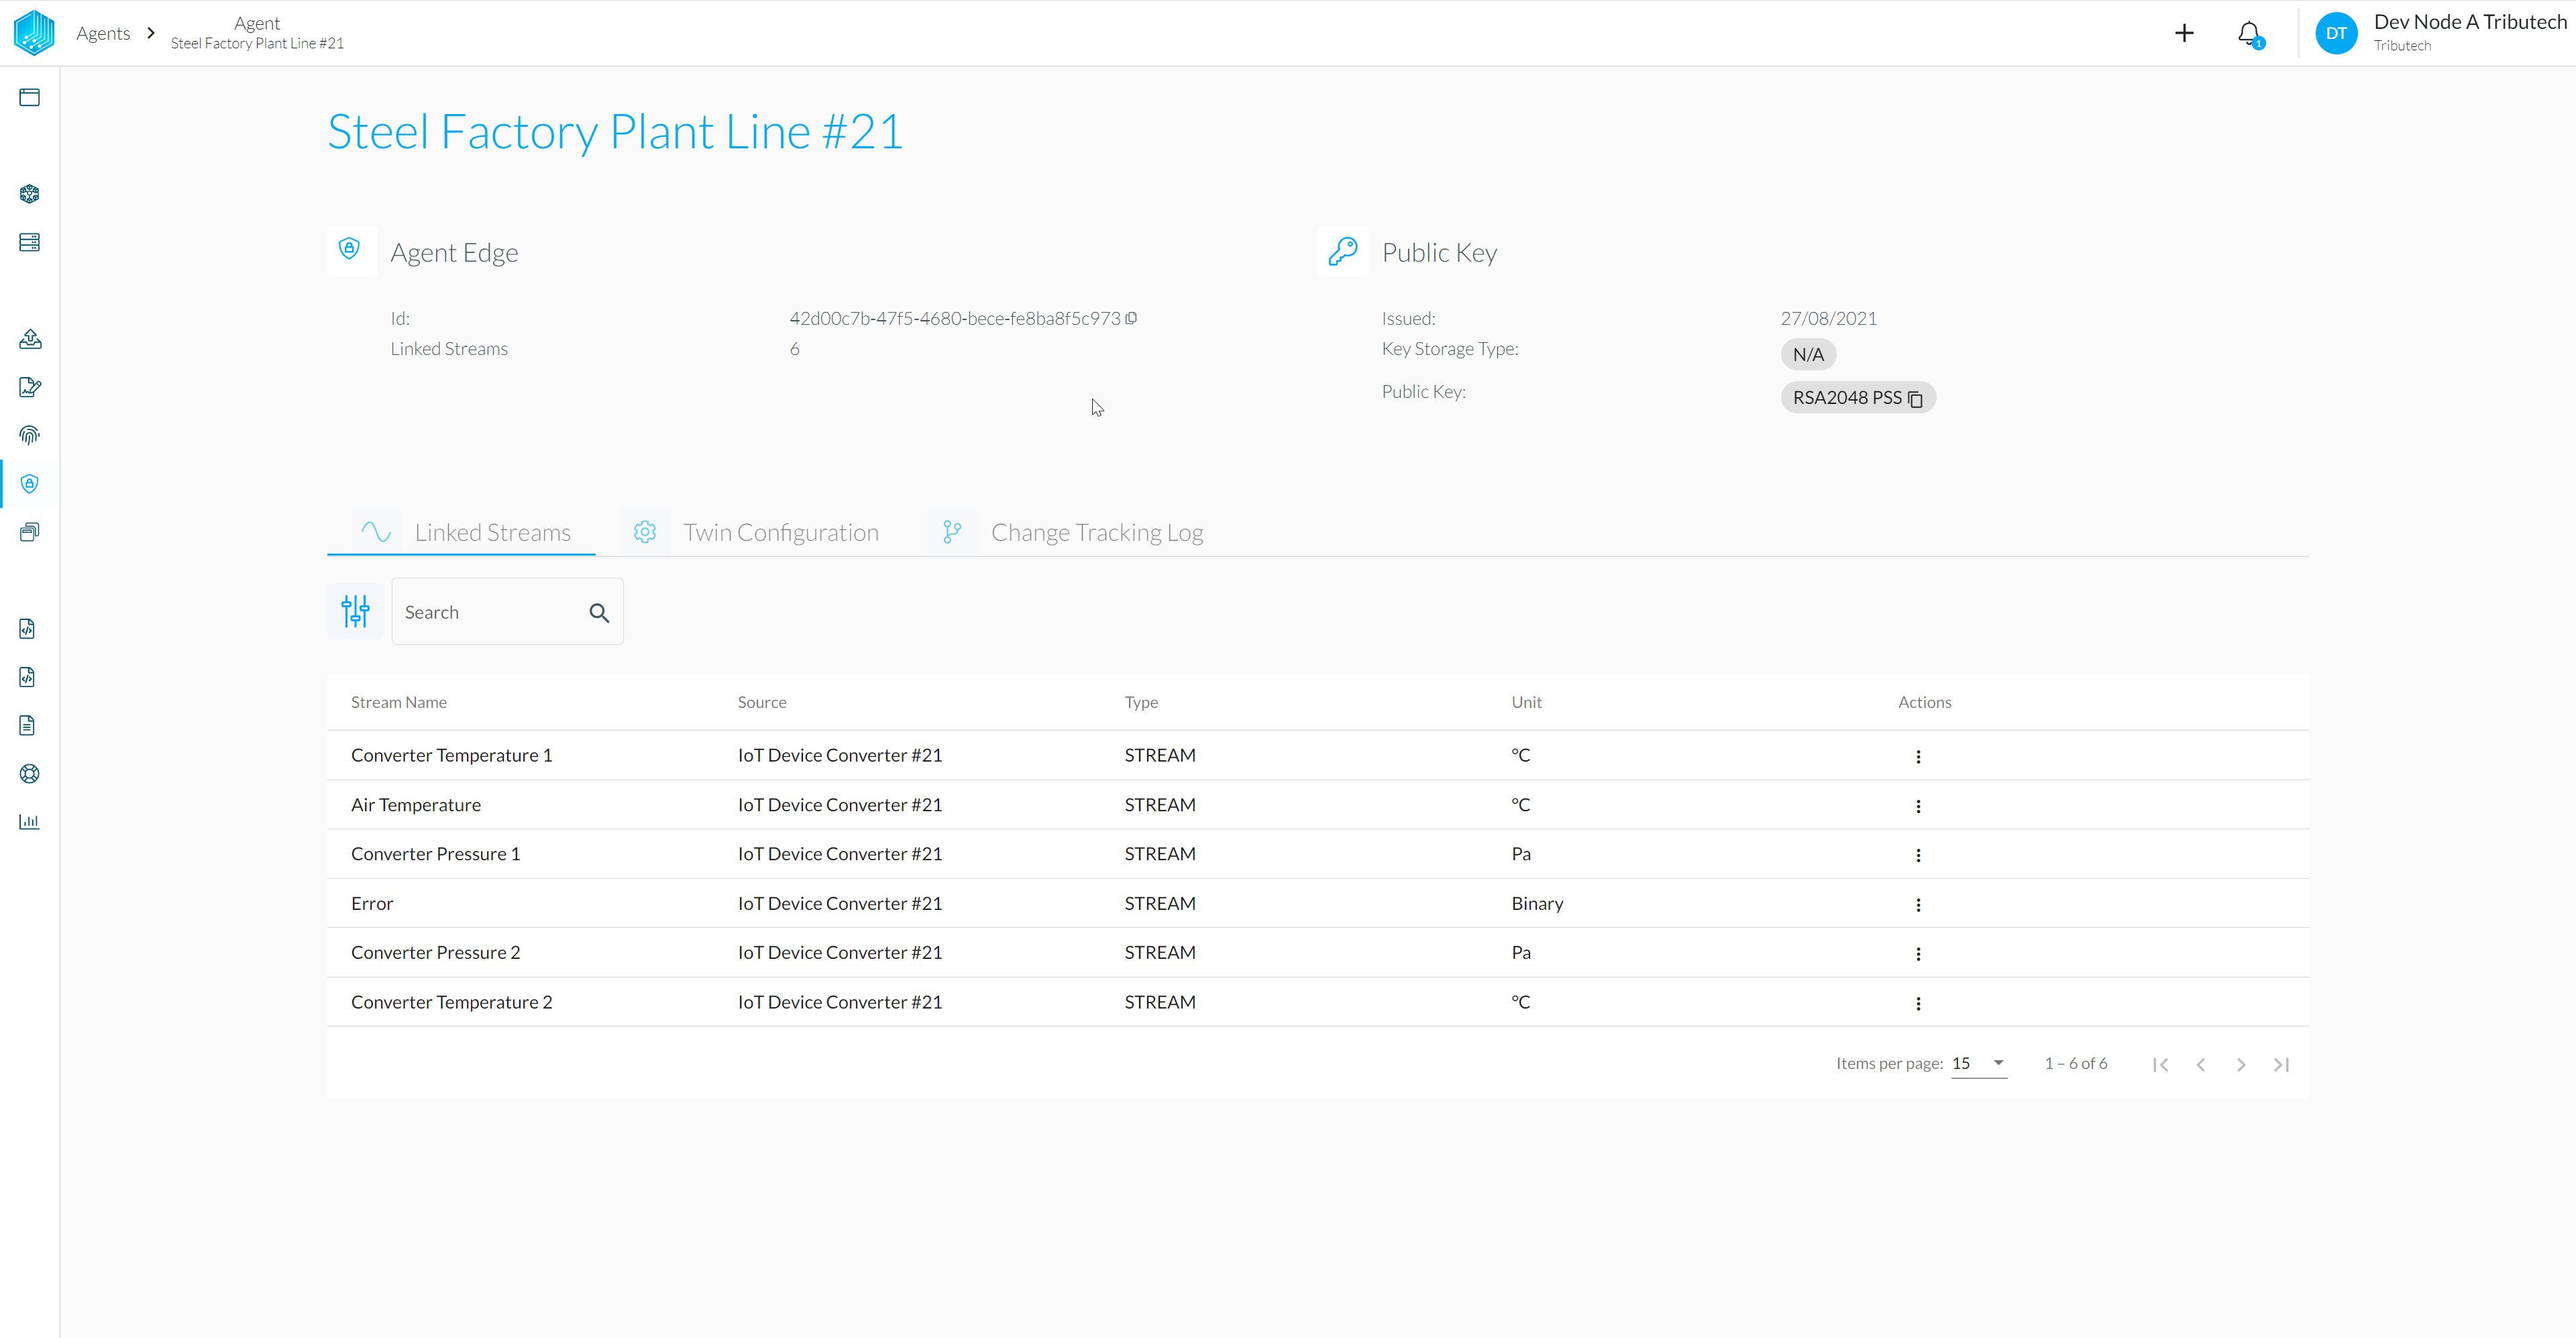 Agents
Agent
Steel Factory Plant Line #21
1
DT
Dev Node A Tributech
Tributech
Steel Factory Plant Line #21
Agent Edge
Id: 42d00c7b-47f5-4680-bece-fe8ba8f5c973
Linked Streams 6
Public Key
Issued: 27/08/2021
Key Storage Type: N/A
Public Key: RSA2048 PSS
Linked Streams Twin Configuration Change Tracking Log
Search
Stream Name Source Type Unit Actions
Converter Temperature 1 IoT Device Converter #21 STREAM °C
Air Temperature IoT Device Converter #21 STREAM °C
Converter Pressure 1 IoT Device Converter #21 STREAM Pa
Error IoT Device Converter #21 STREAM Binary
Converter Pressure 2 IoT Device Converter #21 STREAM Pa
Converter Temperature 2 IoT Device Converter #21 STREAM °C
Items per page: 15 1 – 6 of 6